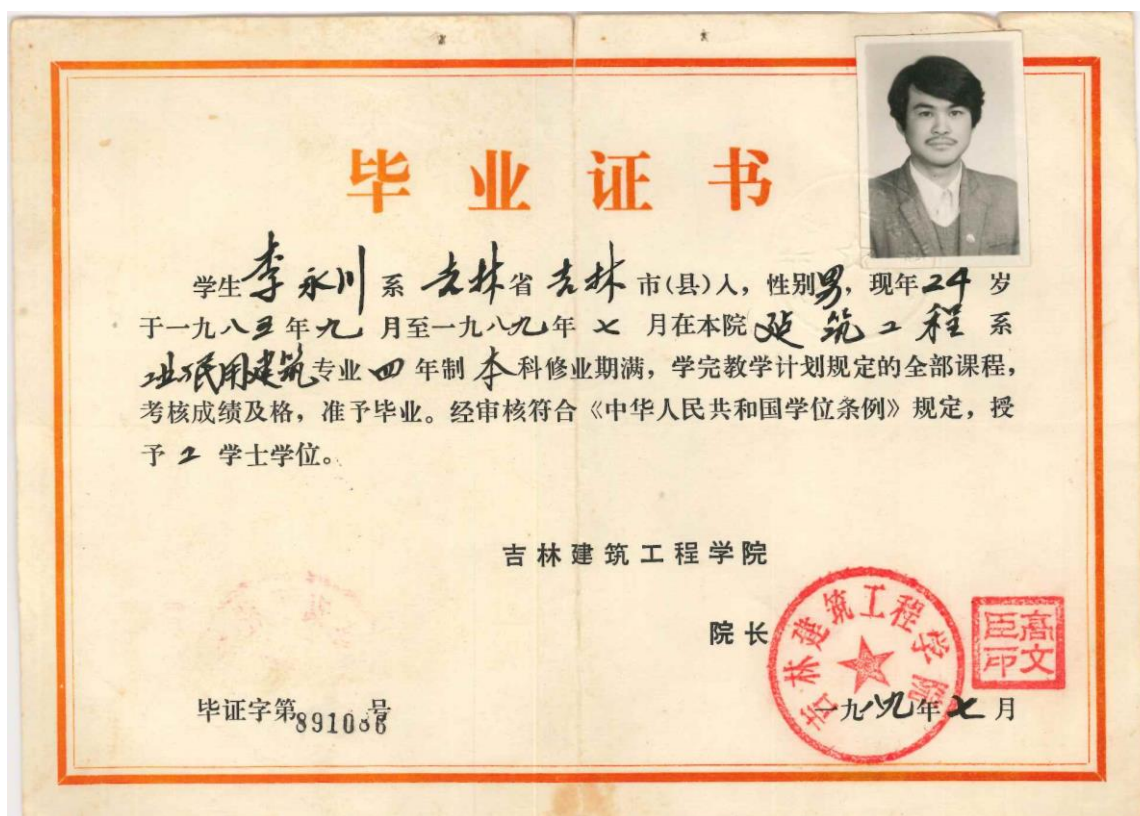 毕业证书
学生李永川系吉林省吉林市(县)人，性别男，现年24岁
于一九八五年九月至一九八九年七月在本院建筑工程系
工业与民用建筑专业四年制本科修业期满，学完教学计划规定的全部课程，
考核成绩及格，准予毕业。经审核符合《中华人民共和国学位条例》规定，授
予工学士学位。
吉林建筑工程学院
院长
吉林建筑工程学院
高文
臣印
一九八九年七月
毕证字第891086号